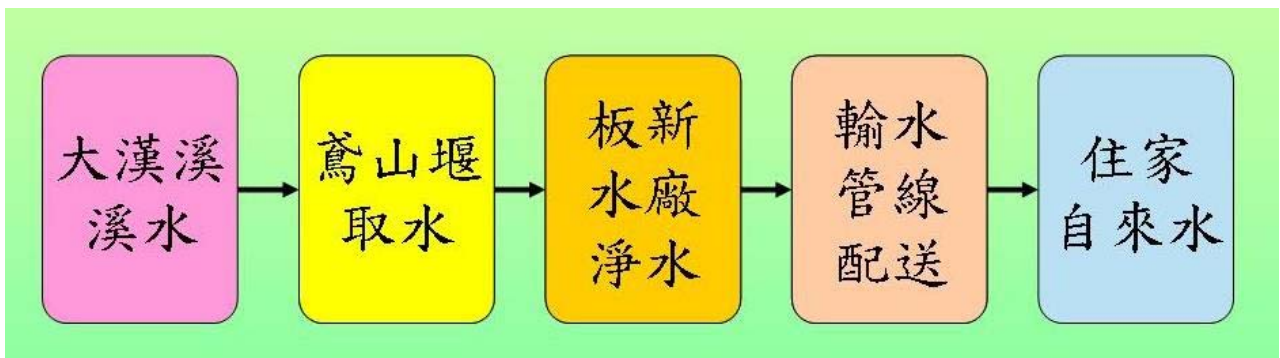 大漢溪
溪水
鳶山堰
取水
板新
水廠
淨水
輸水
管線
配送
住家
自來水